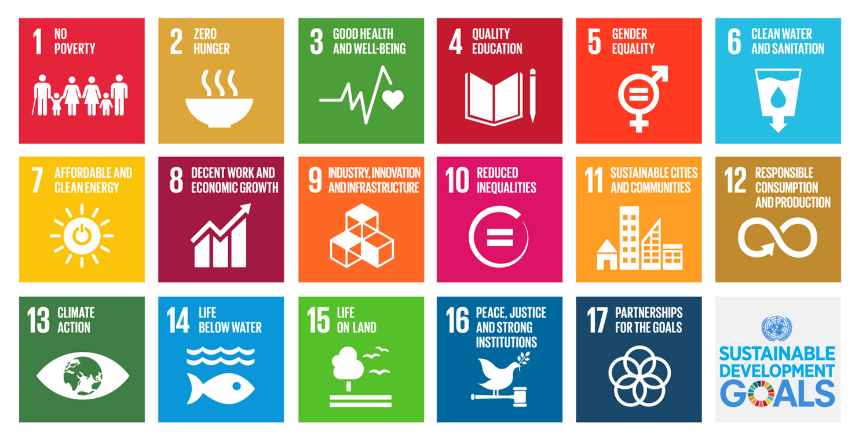 1 NO
POVERTY
2 ZERO
HUNGER
3 GOOD HEALTH
AND WELL-BEING
4 QUALITY
EDUCATION
5 GENDER
EQUALITY
6 CLEAN WATER
AND SANITATION
7 AFFORDABLE AND
CLEAN ENERGY
8 DECENT WORK AND
ECONOMIC GROWTH
9 INDUSTRY, INNOVATION
AND INFRASTRUCTURE
10 REDUCED
INEQUALITIES
11 SUSTAINABLE CITIES
AND COMMUNITIES
12 RESPONSIBLE
CONSUMPTION
AND PRODUCTION
13 CLIMATE
ACTION
14 LIFE
BELOW WATER
15 LIFE
ON LAND
16 PEACE, JUSTICE
AND STRONG
INSTITUTIONS
17 PARTNERSHIPS
FOR THE GOALS
SUSTAINABLE
DEVELOPMENT
GOALS